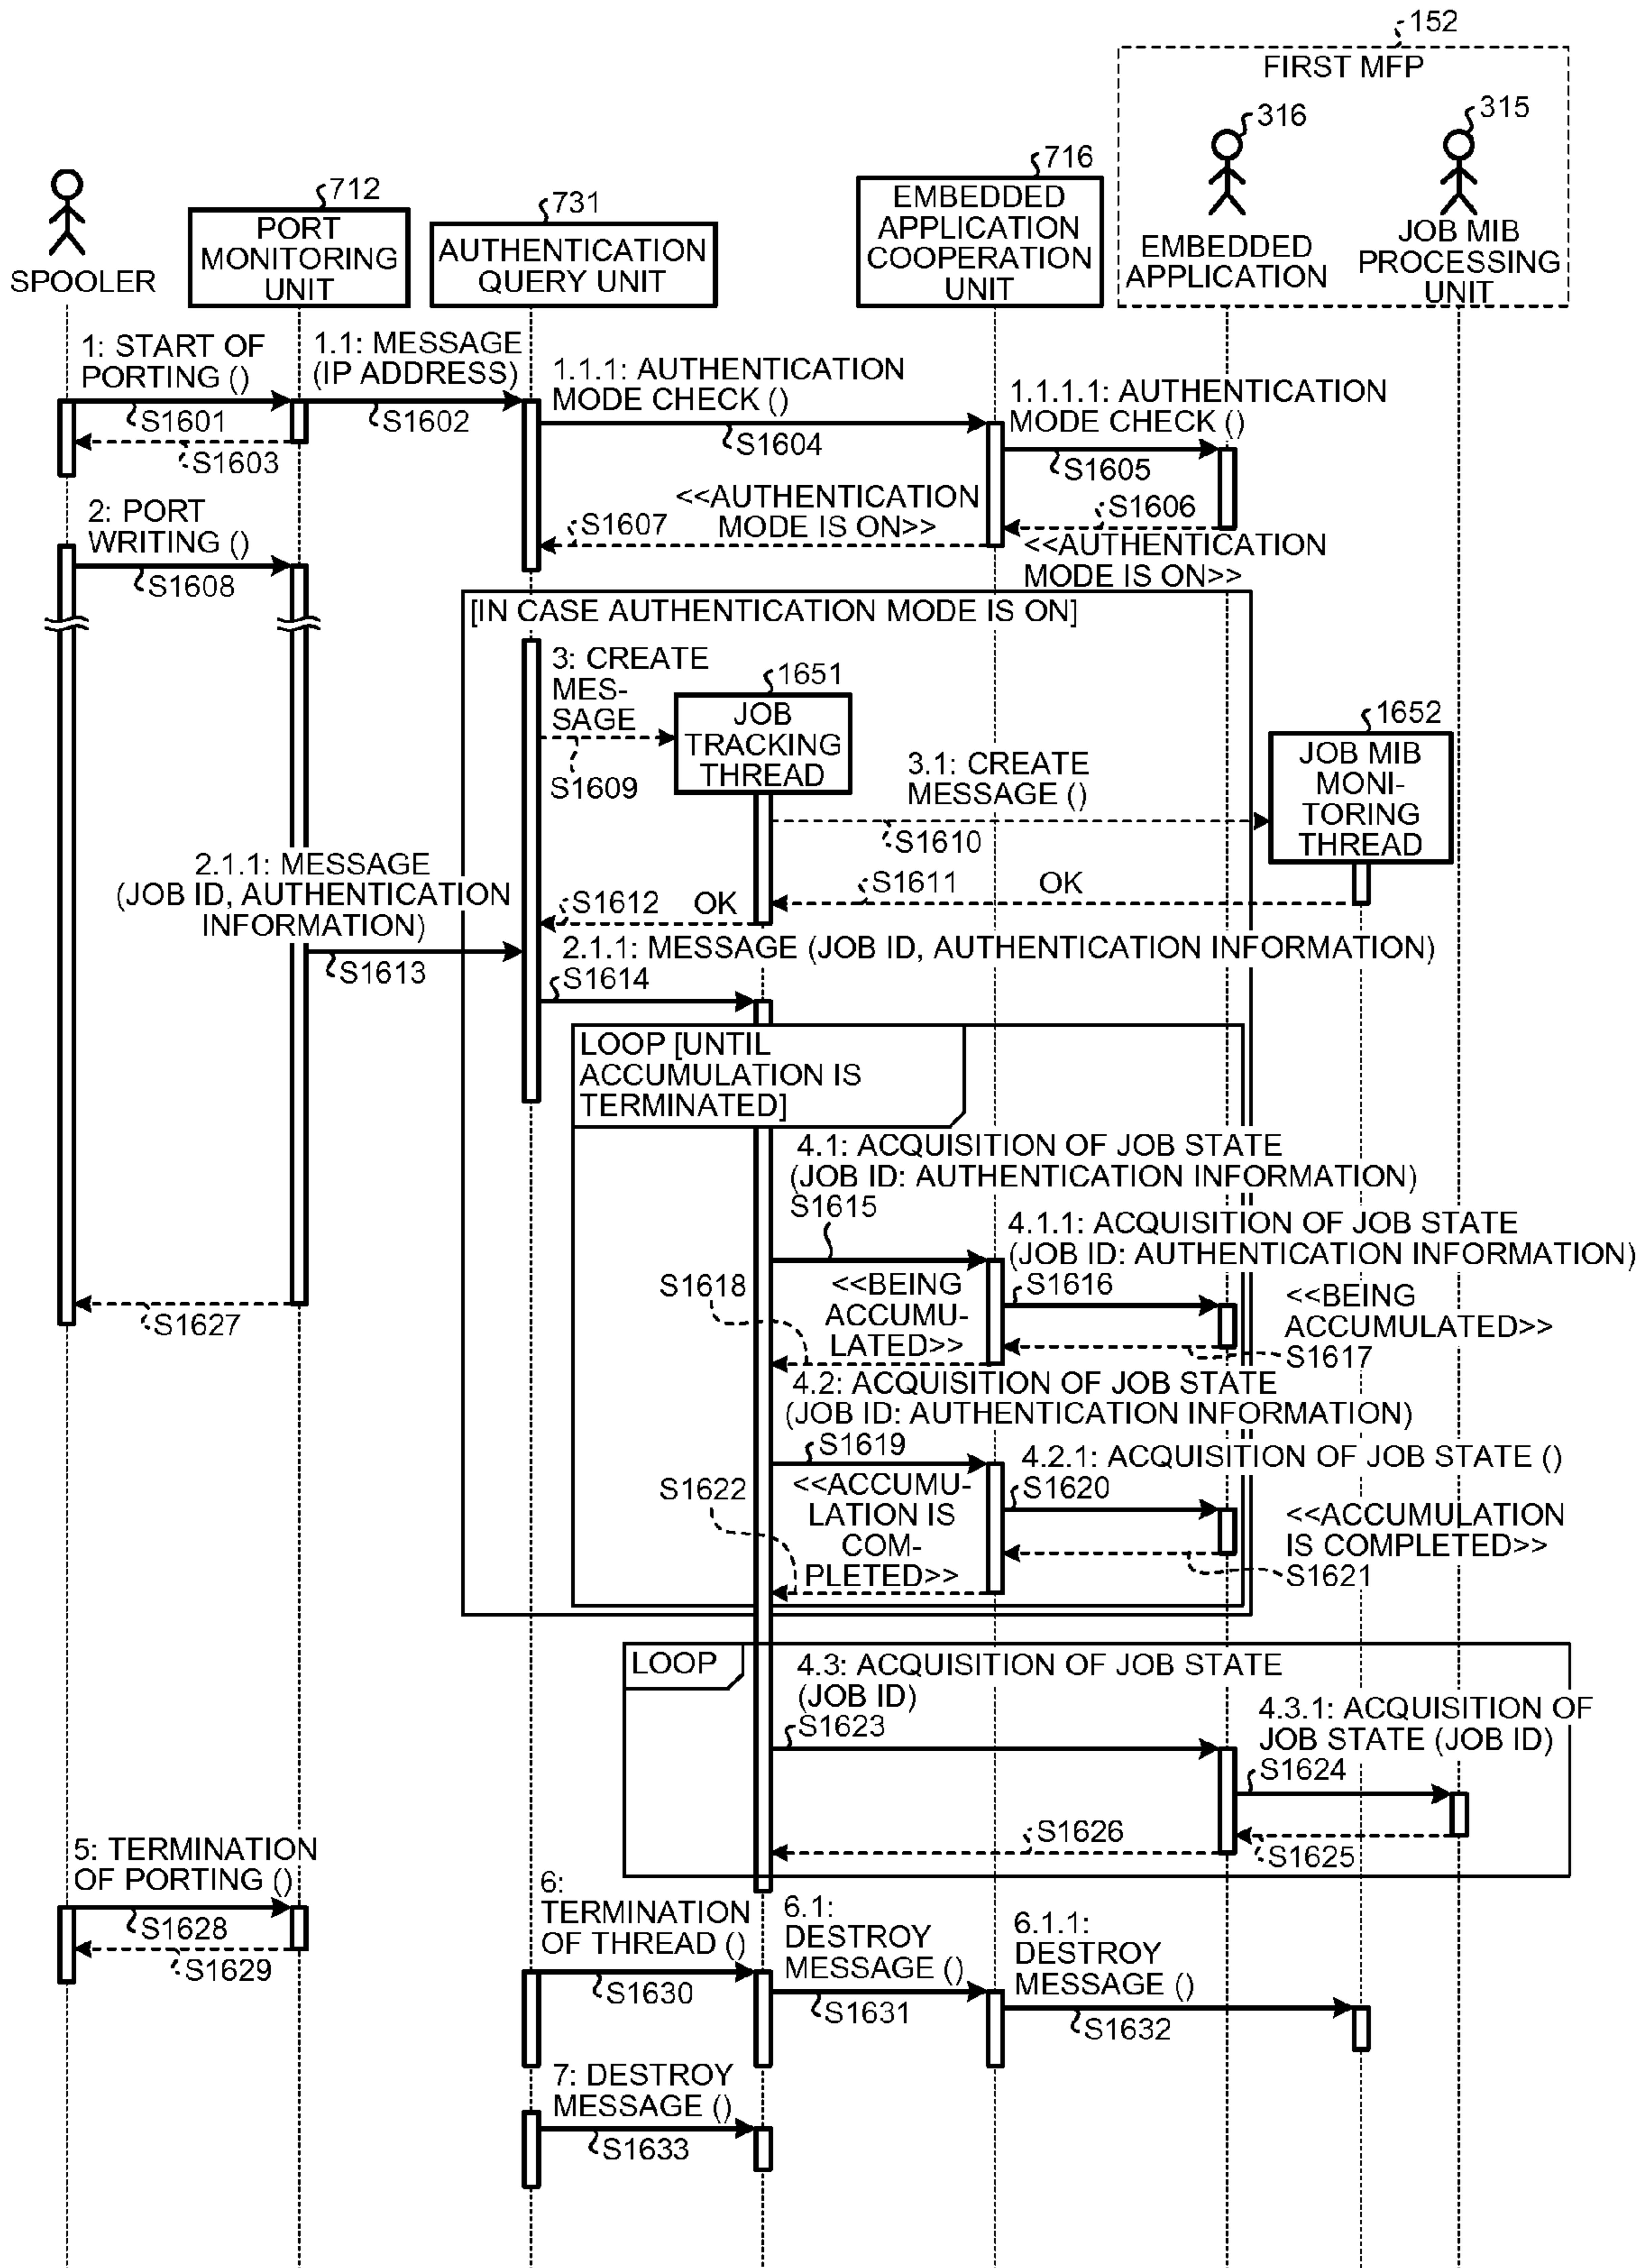 152
FIRST MFP
316
315
716
712
731
SPOOLER
PORT
MONITORING
UNIT
AUTHENTICATION
QUERY UNIT
EMBEDDED
APPLICATION
COOPERATION
UNIT
EMBEDDED
APPLICATION
JOB MIB
PROCESSING
UNIT
1: START OF
PORTING ()
S1601
S1603
1.1: MESSAGE
(IP ADDRESS)
S1602
1.1.1: AUTHENTICATION
MODE CHECK ()
S1604
1.1.1.1: AUTHENTICATION
MODE CHECK ()
S1605
S1606
<<AUTHENTICATION
MODE IS ON>>
<<AUTHENTICATION
MODE IS ON>>
S1607
2: PORT
WRITING ()
S1608
[IN CASE AUTHENTICATION MODE IS ON]
3: CREATE
MES-
SAGE
S1609
1651
JOB
TRACKING
THREAD
3.1: CREATE
MESSAGE ()
S1610
1652
JOB MIB
MONI-
TORING
THREAD
S1611 OK
S1612 OK
2.1.1: MESSAGE
(JOB ID, AUTHENTICATION
INFORMATION)
S1613
2.1.1: MESSAGE (JOB ID, AUTHENTICATION INFORMATION)
S1614
LOOP [UNTIL
ACCUMULATION IS
TERMINATED]
4.1: ACQUISITION OF JOB STATE
(JOB ID: AUTHENTICATION INFORMATION)
S1615
4.1.1: ACQUISITION OF JOB STATE
(JOB ID: AUTHENTICATION INFORMATION)
S1616
<<BEING
ACCUMULATED>>
S1617
S1618
<<BEING
ACCUMU-
LATED>>
S1627
4.2: ACQUISITION OF JOB STATE
(JOB ID: AUTHENTICATION INFORMATION)
S1619
4.2.1: ACQUISITION OF JOB STATE ()
S1620
<<ACCUMULATION
IS COMPLETED>>
S1621
S1622
<<ACCUMU-
LATION IS
COM-
PLETED>>
LOOP
4.3: ACQUISITION OF JOB STATE
(JOB ID)
S1623
4.3.1: ACQUISITION OF
JOB STATE (JOB ID)
S1624
S1625
S1626
5: TERMINATION
OF PORTING ()
S1628
S1629
6:
TERMINATION
OF THREAD ()
S1630
6.1:
DESTROY
MESSAGE ()
S1631
6.1.1:
DESTROY
MESSAGE ()
S1632
7: DESTROY
MESSAGE ()
S1633